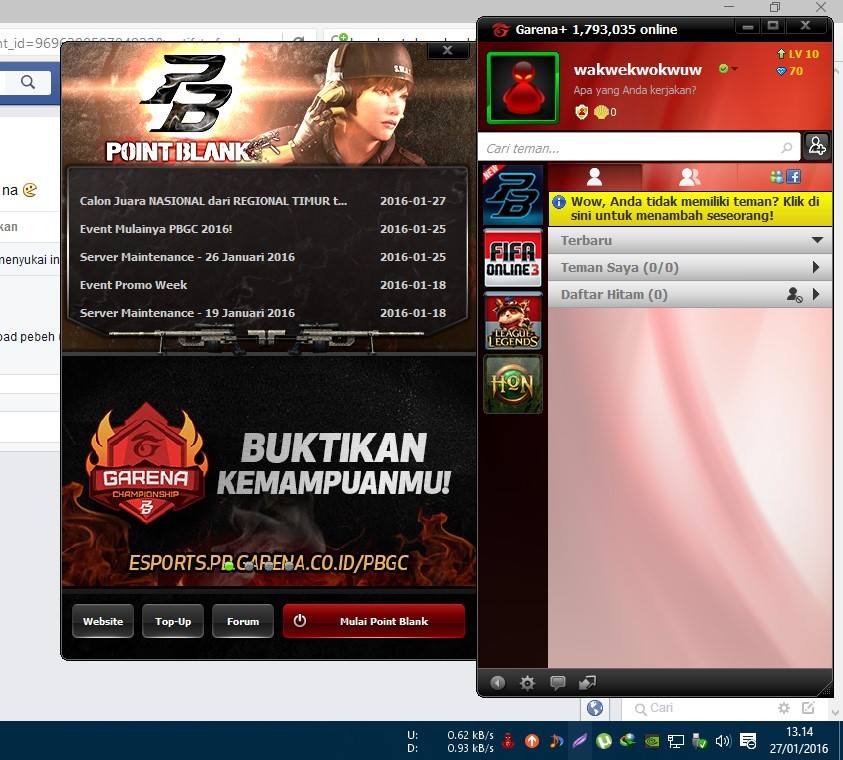 Garena+ 1,793,035 online
wakwekwokwuw
LV 10
70
Apa yang Anda kerjakan?
0
Cari teman...
NEW
Wow, Anda tidak memiliki teman? Klik di
sini untuk menambah seseorang!
Terbaru
Teman Saya (0/0)
Daftar Hitam (0)
FIFA
ONLINE 3
LEAGUE
LEGENDS
HON
S.W.A.T
PB
POINT BLANK
Calon Juara NASIONAL dari REGIONAL TIMUR t... 2016-01-27
Event Mulainya PBGC 2016! 2016-01-25
Server Maintenance - 26 Januari 2016 2016-01-25
Event Promo Week 2016-01-18
Server Maintenance - 19 Januari 2016 2016-01-18
GARENA
CHAMPIONSHIP
PB
BUKTIKAN
KEMAMPUANMU!
ESPORTS.PB.GARENA.CO.ID/PBGC
Website
Top-Up
Forum
Mulai Point Blank
na
kan
menyukai in
oad pebeh
Cari
U: 0.62 kB/s
D: 0.93 kB/s
13.14
27/01/2016